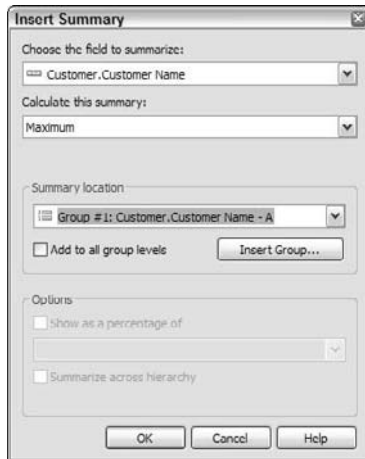 Insert Summary
Choose the field to summarize:
Customer.Customer Name
Calculate this summary:
Maximum
Summary location
Group #1: Customer.Customer Name - A
Add to all group levels
Insert Group...
Options
Show as a percentage of
Summarize across hierarchy
OK
Cancel
Help